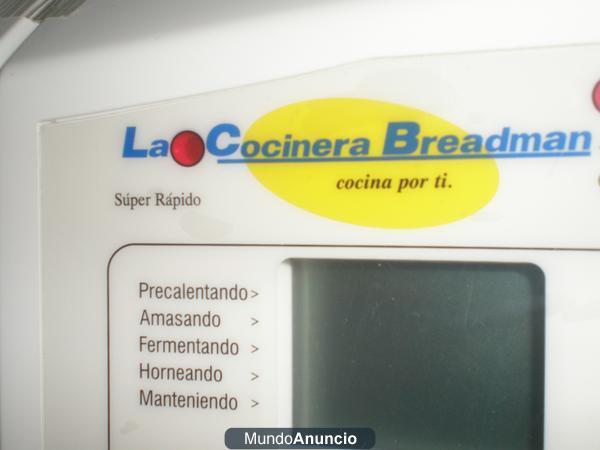 La Cocinera Breadman
cocina por ti.
Súper Rápido
Precalentando >
Amasando >
Fermentando >
Horneando >
Manteniendo >
MundoAnuncio